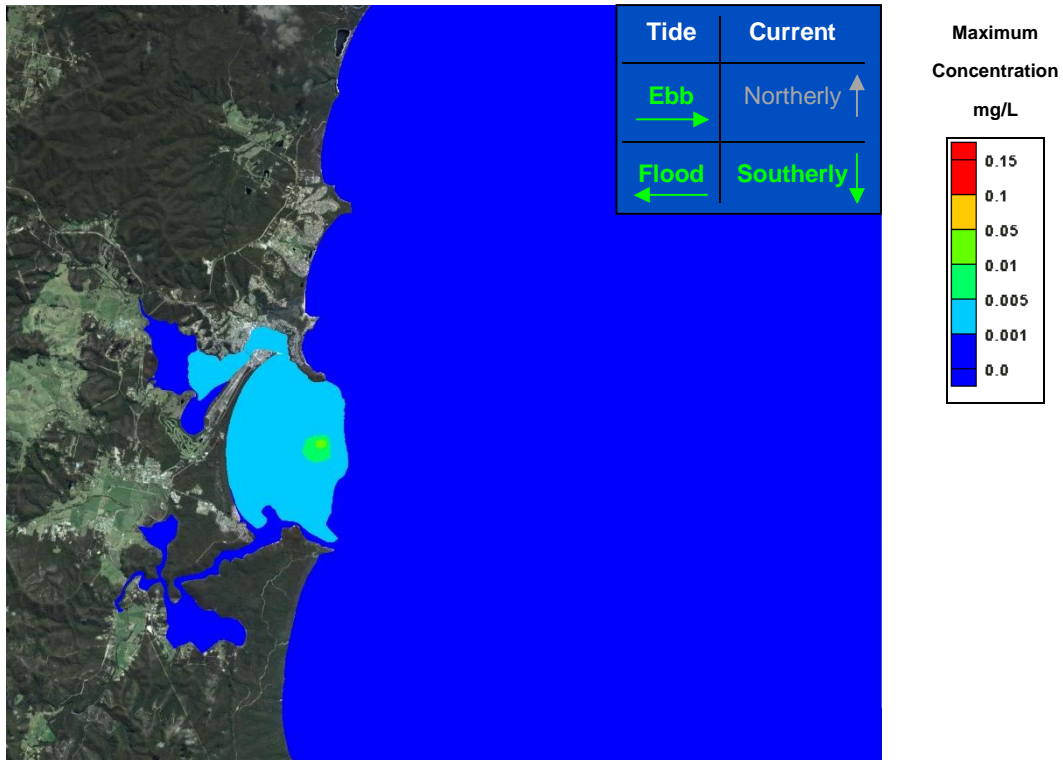 Tide Current
Ebb Northerly
Flood Southerly
Maximum
Concentration
mg/L
0.15
0.1
0.05
0.01
0.005
0.001
0.0